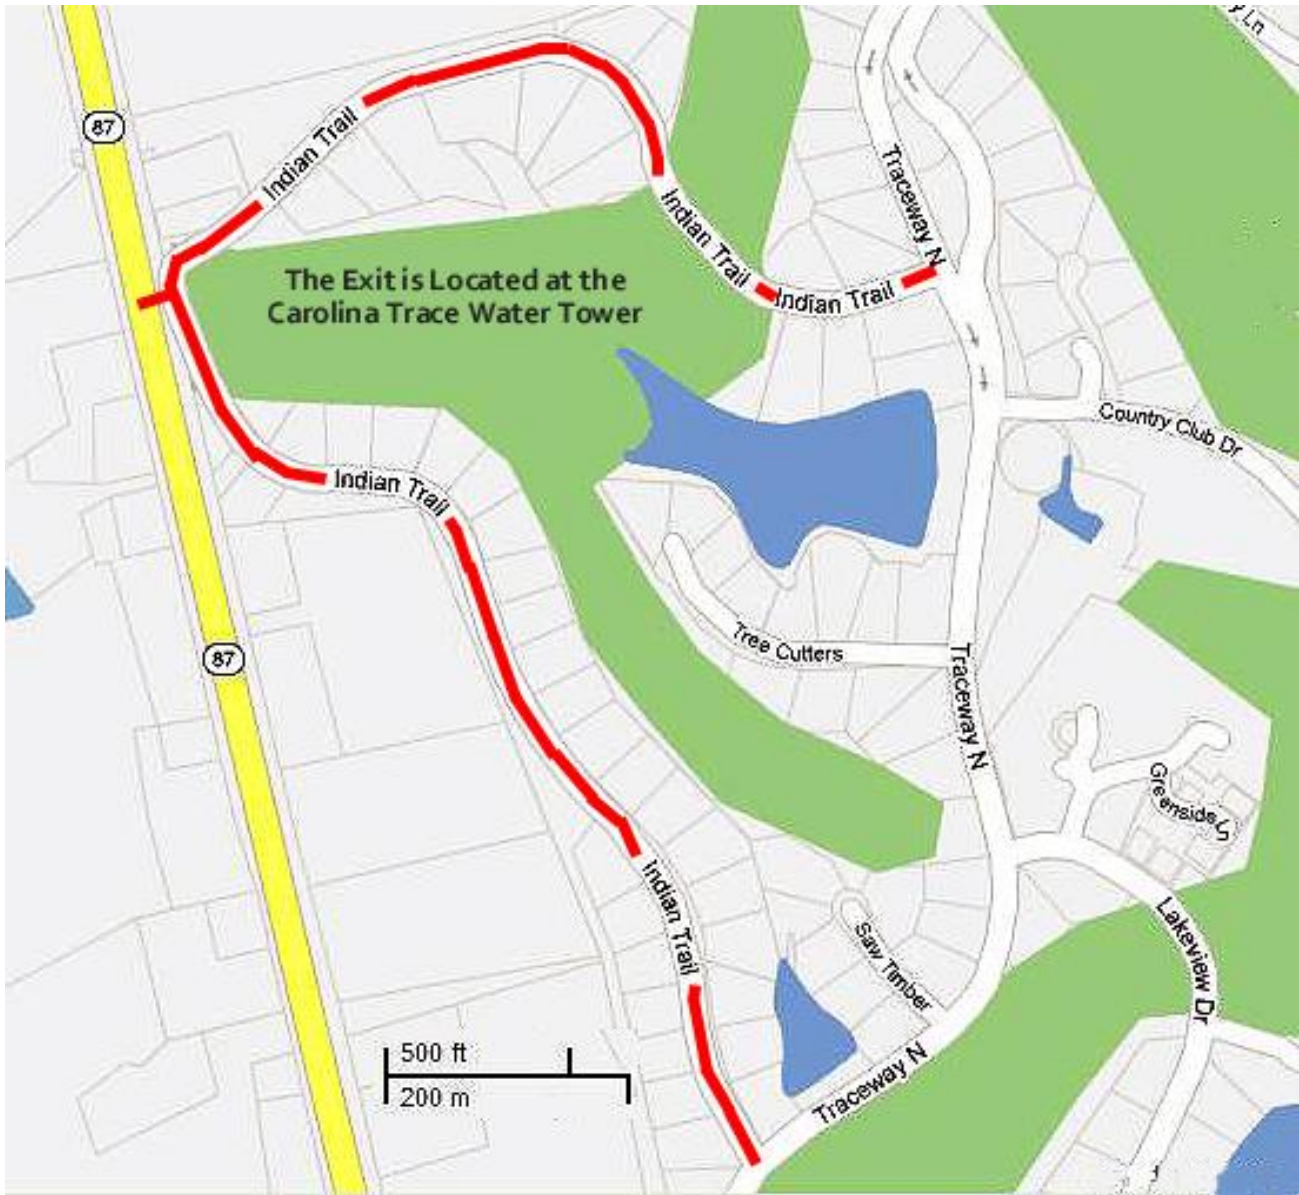 y Ln
87
Indian Trail
Traceway N
Indian Trail
The Exit is Located at the
Carolina Trace Water Tower
Indian Trail
Country Club Dr
Indian Trail
87
Tree Cutters
Traceway N
Greenside
Indian Trail
Lakeview Dr
Saw Timber
500 ft
200 m
Traceway N